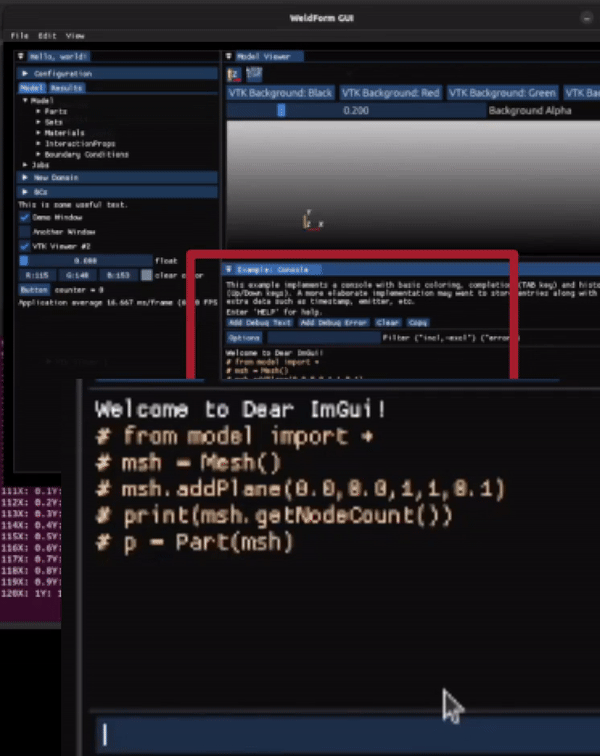 WeldForm GUI
File Edit View
Hello, world!
Configuration
Model Results
Model
Parts
Sets
Materials
InteractionProps
Boundary Conditions
Jobs
New Domain
BCs
This is some useful text.
Demo Window
Another Window
VTK Viewer #2
0.000 float
R:115 G:140 B:153 clear
Button counter = 0
Application average 16.667 ms/frame FPS
Model Viewer
VTK Background: Black VTK Background: Red VTK Background: Green VTK Ba
0.200 Background Alpha
Y
Z X
Example: Console
This example implements a console with basic coloring, completion (TAB key) and histo
(Up/Down keys). A more elaborate implementation may want to store entries along with
extra data such as timestamp, emitter, etc.
Enter 'HELP' for help.
Add Debug Text Add Debug Error Clear Copy
Options Filter ("incl,-excl") ("error
Welcome to Dear ImGui!
# from model import *
# msh = Mesh()
111X: 0.1Y:
112X: 0.2Y:
113X: 0.3Y:
114X: 0.4Y:
115X: 0.5Y:
116X: 0.6Y:
117X: 0.7Y:
118X: 0.8Y:
119X: 0.9Y:
120X: 1Y: 1
Welcome to Dear ImGui!
# from model import *
# msh = Mesh()
# msh.addPlane(0.0,0.0,1,1,0.1)
# print(msh.getNodeCount())
# p = Part(msh)